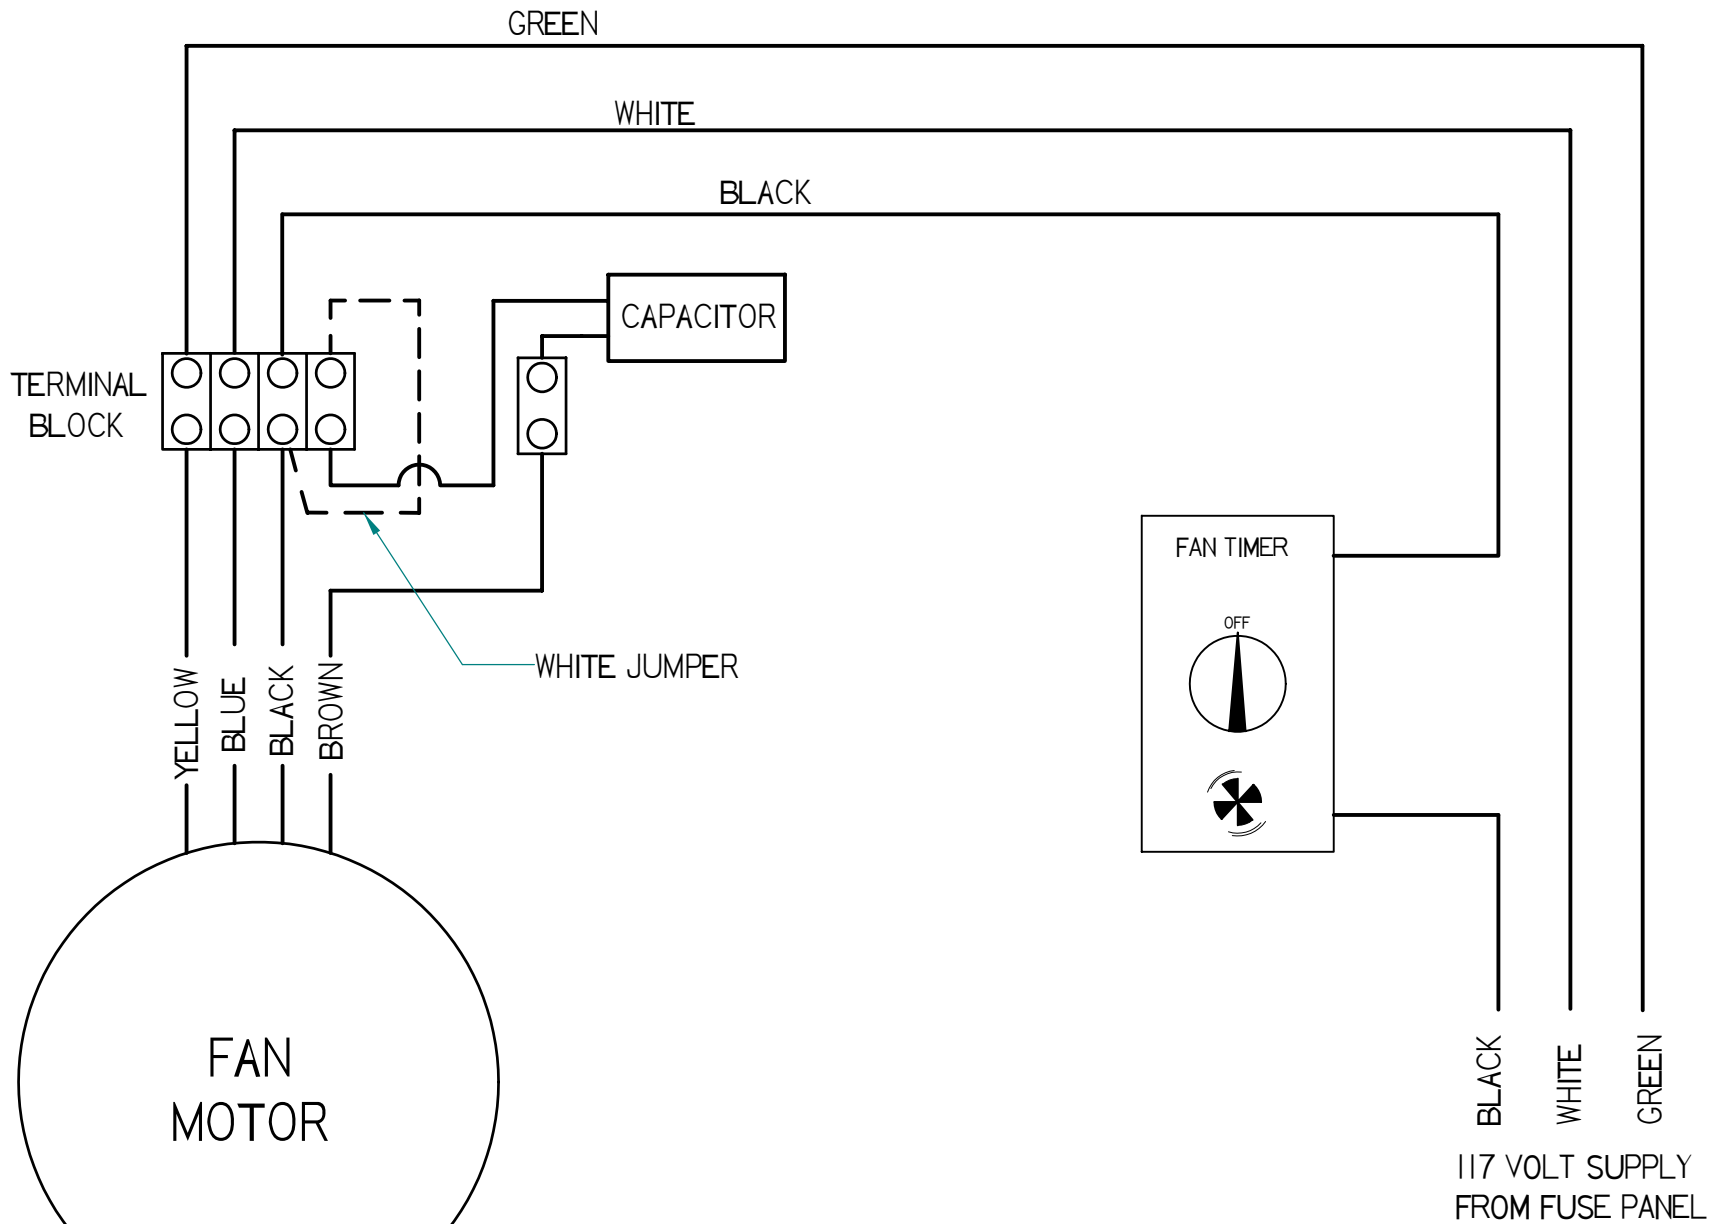 GREEN
WHITE
BLACK
CAPACITOR
TERMINAL
BLOCK
FAN TIMER
OFF
WHITE JUMPER
YELLOW
BLUE
BLACK
BROWN
FAN
MOTOR
BLACK
WHITE
GREEN
117 VOLT SUPPLY
FROM FUSE PANEL